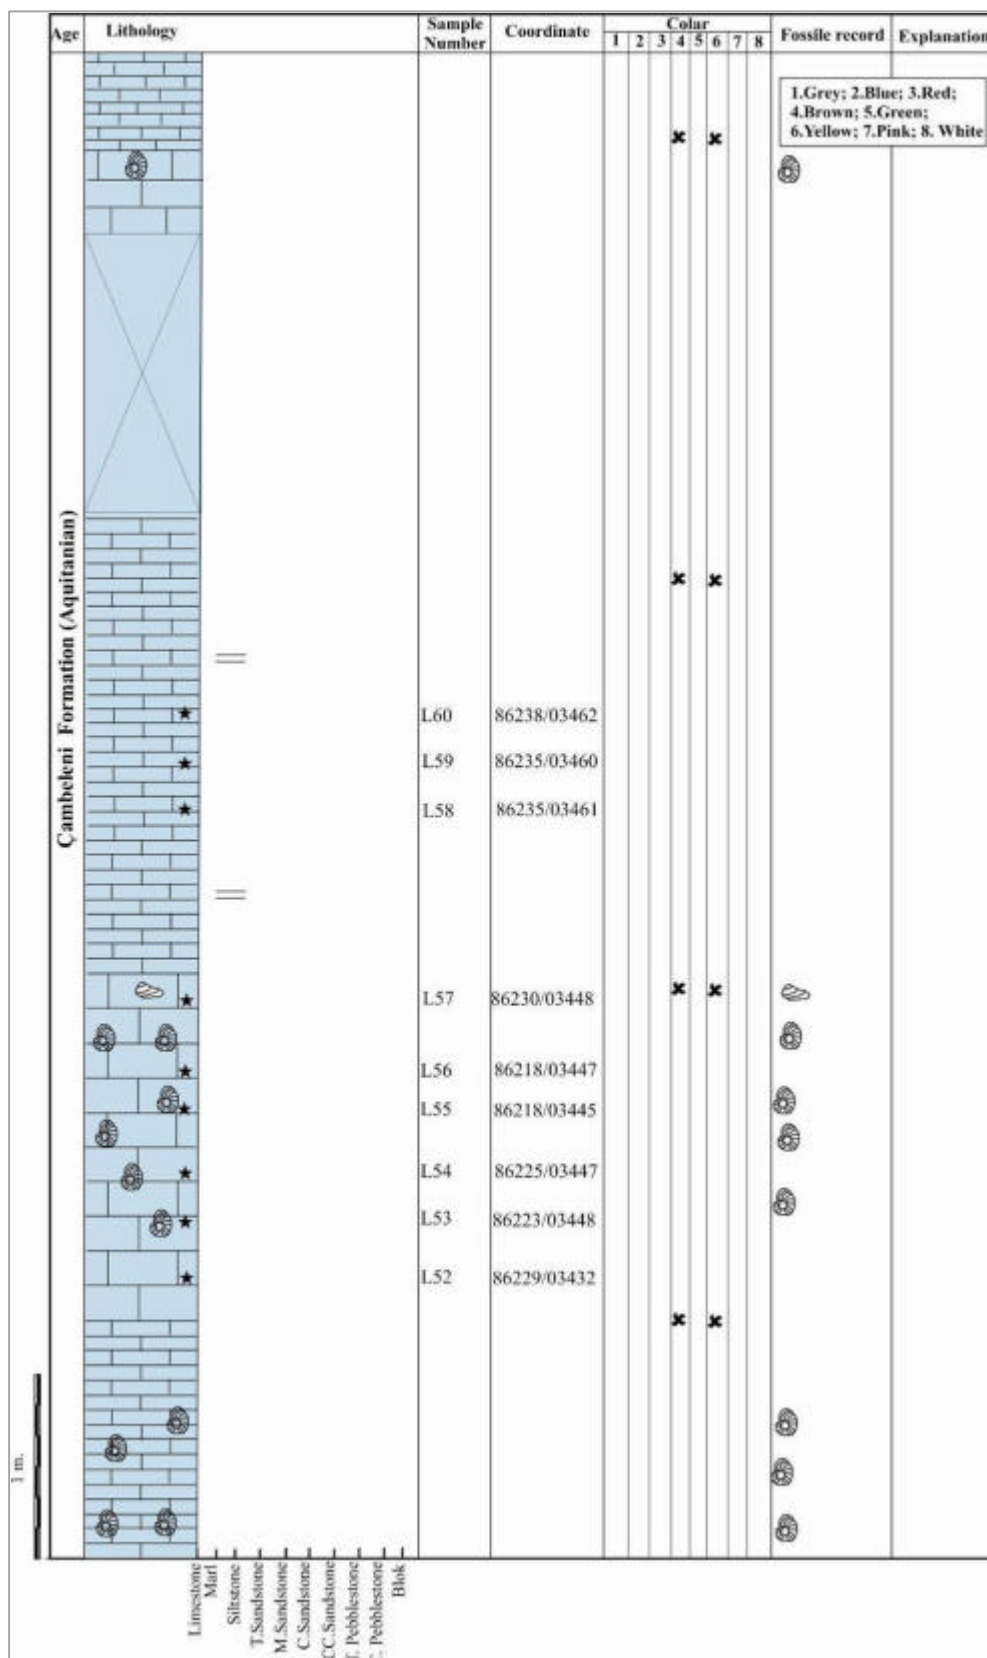 Age
Lithology
Sample
Number
Coordinate
Colar
1 2 3 4 5 6 7 8
Fossile record
Explanation
1.Grey; 2.Blue; 3.Red;
4.Brown; 5.Green;
6.Yellow; 7.Pink; 8. White
Çambeleni Formation (Aquitanian)
L60 86238/03462
L59 86235/03460
L58 86235/03461
L57 86230/03448
L56 86218/03447
L55 86218/03445
L54 86225/03447
L53 86223/03448
L52 86229/03432
1 m.
Limestone
Marl
Siltstone
T.Sandstone
M.Sandstone
C.Sandstone
CC.Sandstone
Pebblestone
Pebblestone
Blok